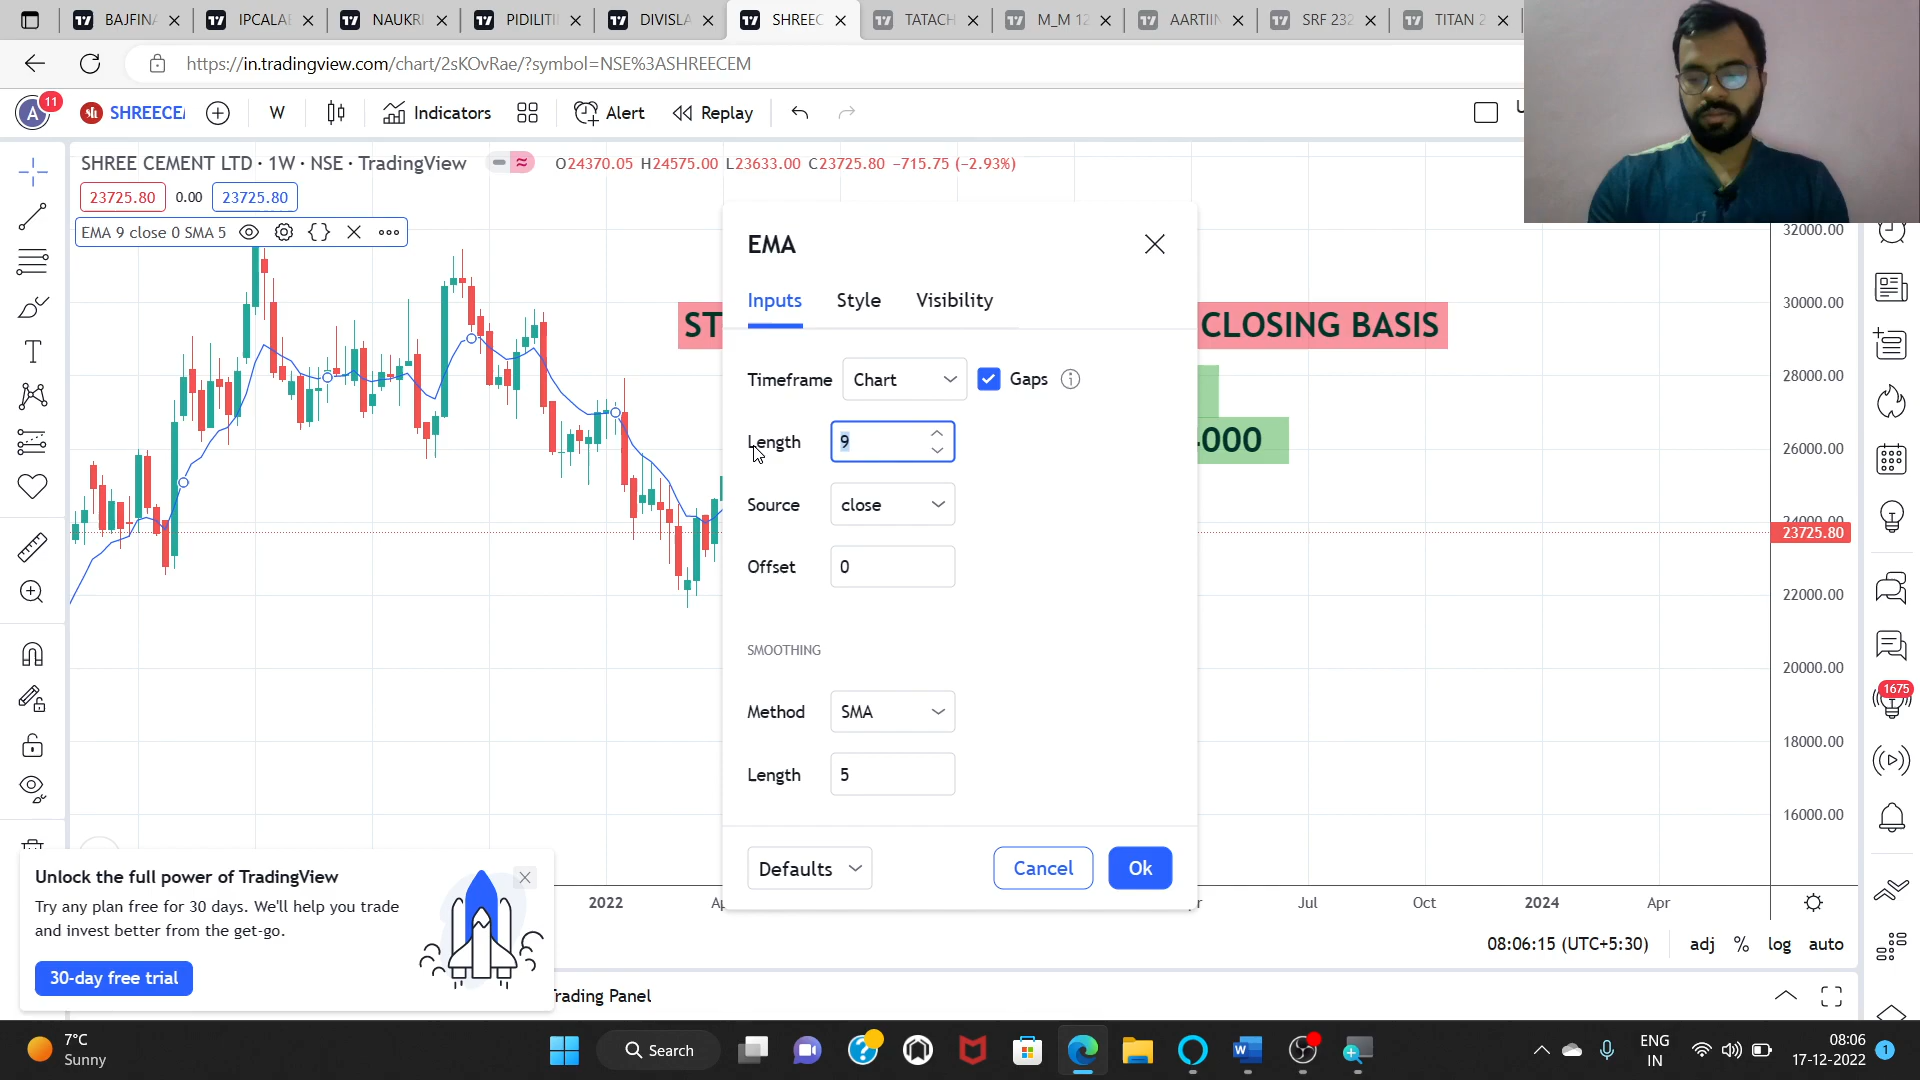 BAJFINA
IPCALAB
NAUKRI
PIDILITIN
DIVISLA
SHREEC
TATACH
M_M 12
AARTIIN
SRF 232
TITAN 2
https://in.tradingview.com/chart/2sKOvRae/?symbol=NSE%3ASHREECEM
A
11
SHREECE
W
Indicators
Alert
Replay
SHREE CEMENT LTD · 1W · NSE · TradingView
O24370.05 H24575.00 L23633.00 C23725.80 −715.75 (−2.93%)
23725.80
0.00
23725.80
EMA 9 close 0 SMA 5
ST
CLOSING BASIS
000
EMA
Inputs
Style
Visibility
Timeframe
Chart
Gaps
Length
9
Source
close
Offset
0
SMOOTHING
Method
SMA
Length
5
Defaults
Cancel
Ok
32000.00
30000.00
28000.00
26000.00
24000.00
23725.80
22000.00
20000.00
18000.00
16000.00
1675
Unlock the full power of TradingView
Try any plan free for 30 days. We'll help you trade
and invest better from the get-go.
30-day free trial
2022
Jul
Oct
2024
Apr
08:06:15 (UTC+5:30)
adj
%
log
auto
Trading Panel
7°C
Sunny
Search
ENG
IN
08:06
17-12-2022
1